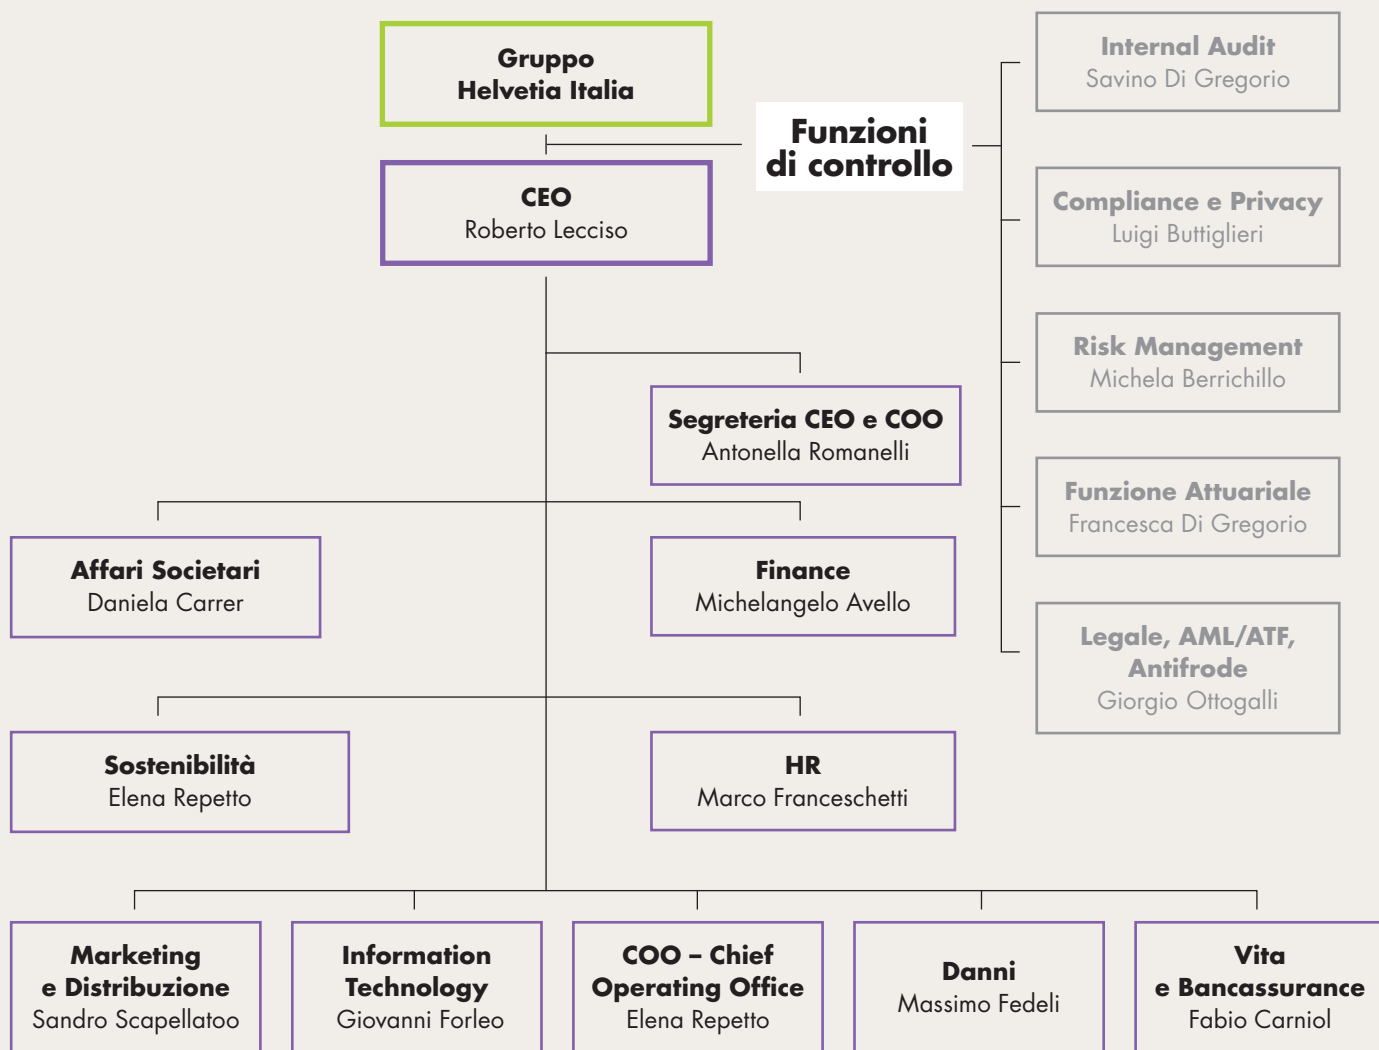 Gruppo
Helvetia Italia
CEO
Roberto Lecciso
Funzioni
di controllo
Internal Audit
Savino Di Gregorio
Compliance e Privacy
Luigi Buttiglieri
Risk Management
Michela Berrichillo
Funzione Attuariale
Francesca Di Gregorio
Legale, AML/ATF,
Antifrode
Giorgio Ottogalli
Segreteria CEO e COO
Antonella Romanelli
Affari Societari
Daniela Carrer
Finance
Michelangelo Avello
Sostenibilità
Elena Repetto
HR
Marco Franceschetti
Marketing
e Distribuzione
Sandro Scapellatoo
Information
Technology
Giovanni Forleo
COO – Chief
Operating Office
Elena Repetto
Danni
Massimo Fedeli
Vita
e Bancassurance
Fabio Carniol